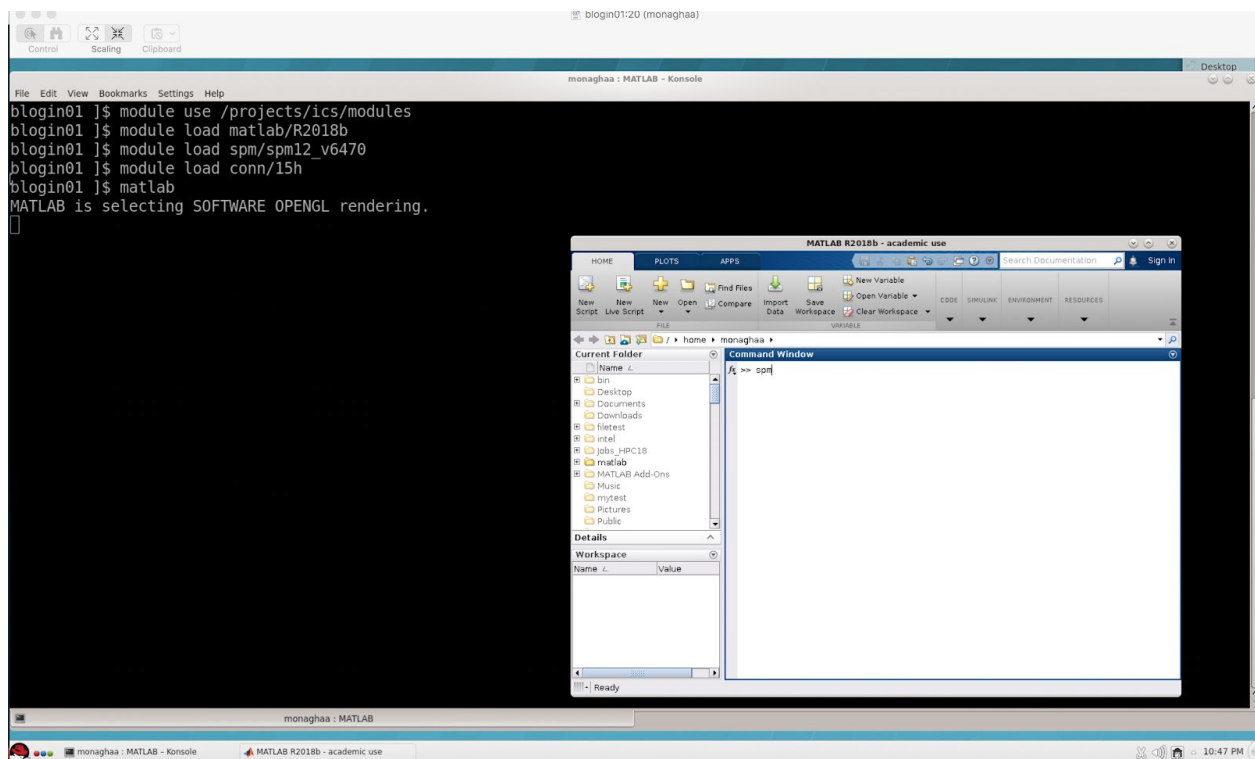 blogin01:20 (monaghaa)
Control Scaling Clipboard
Desktop
monaghaa : MATLAB - Konsole
File Edit View Bookmarks Settings Help
blogin01 ]$ module use /projects/ics/modules
blogin01 ]$ module load matlab/R2018b
blogin01 ]$ module load spm/spm12_v6470
blogin01 ]$ module load conn/15h
blogin01 ]$ matlab
MATLAB is selecting SOFTWARE OPENGL rendering.
MATLAB R2018b - academic use
HOME PLOTS APPS Search Documentation Sign In
New Script
New Live Script
New
Open
Find Files
Compare
Import Data
Save Workspace
New Variable
Open Variable
Clear Workspace
CODE SIMULINK ENVIRONMENT RESOURCES
FILE VARIABLE
/ home monaghaa
Current Folder
Name
bin
Desktop
Documents
Downloads
filetest
intel
Jobs_HPC18
matlab
MATLAB Add-Ons
Music
mytest
Pictures
Public
Details
Workspace
Name Value
Command Window
fx >> spm
Ready
monaghaa : MATLAB
monaghaa : MATLAB - Konsole
MATLAB R2018b - academic use
10:47 PM